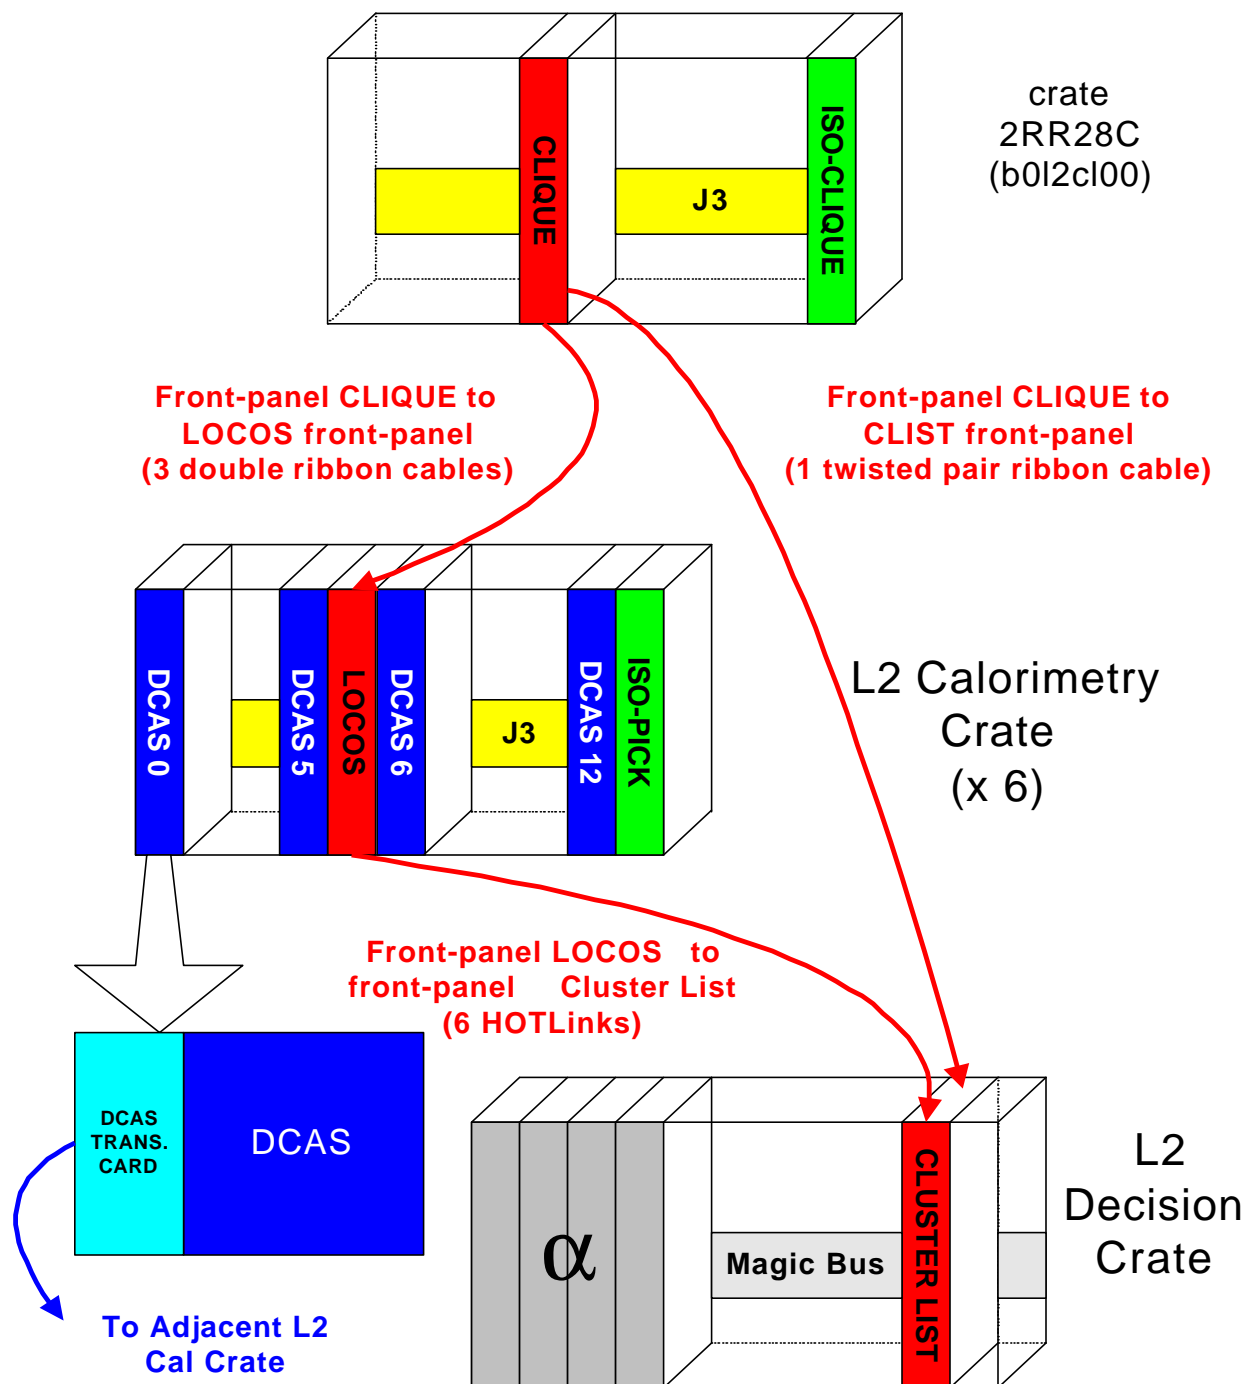 crate
2RR28C
(b0l2cl00)
CLIQUE
J3
ISO-CLIQUE
Front-panel CLIQUE to
LOCOS front-panel
(3 double ribbon cables)
Front-panel CLIQUE to
CLIST front-panel
(1 twisted pair ribbon cable)
DCAS 0
DCAS 5
LOCOS
DCAS 6
J3
DCAS 12
ISO-PICK
L2 Calorimetry
Crate
(x 6)
Front-panel LOCOS to
front-panel Cluster List
(6 HOTLinks)
DCAS
TRANS.
CARD
DCAS
To Adjacent L2
Cal Crate
α
Magic Bus
CLUSTER LIST
L2
Decision
Crate